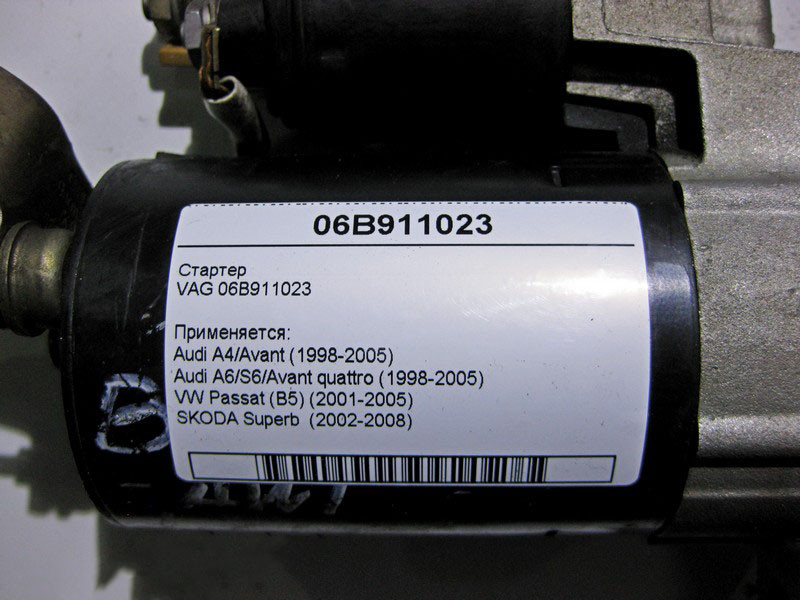 06B911023
Стартер
VAG 06B911023
Применяется:
Audi A4/Avant (1998-2005)
Audi A6/S6/Avant quattro (1998-2005)
VW Passat (B5) (2001-2005)
SKODA Superb (2002-2008)
B